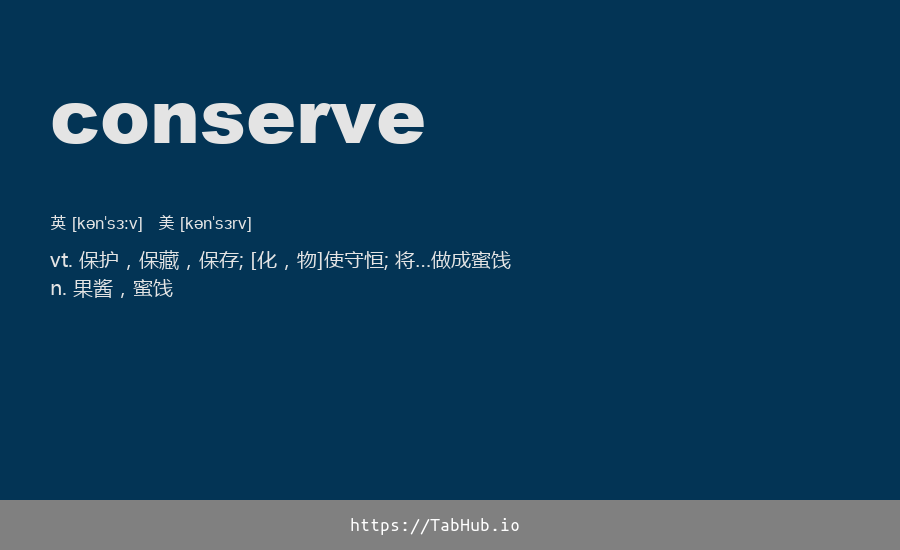 conserve
英 [kən'sɜːv] 美 [kən'sɜrv]
vt. 保护，保藏，保存; [化，物]使守恒; 将...做成蜜饯
n. 果酱，蜜饯
https://TabHub.io